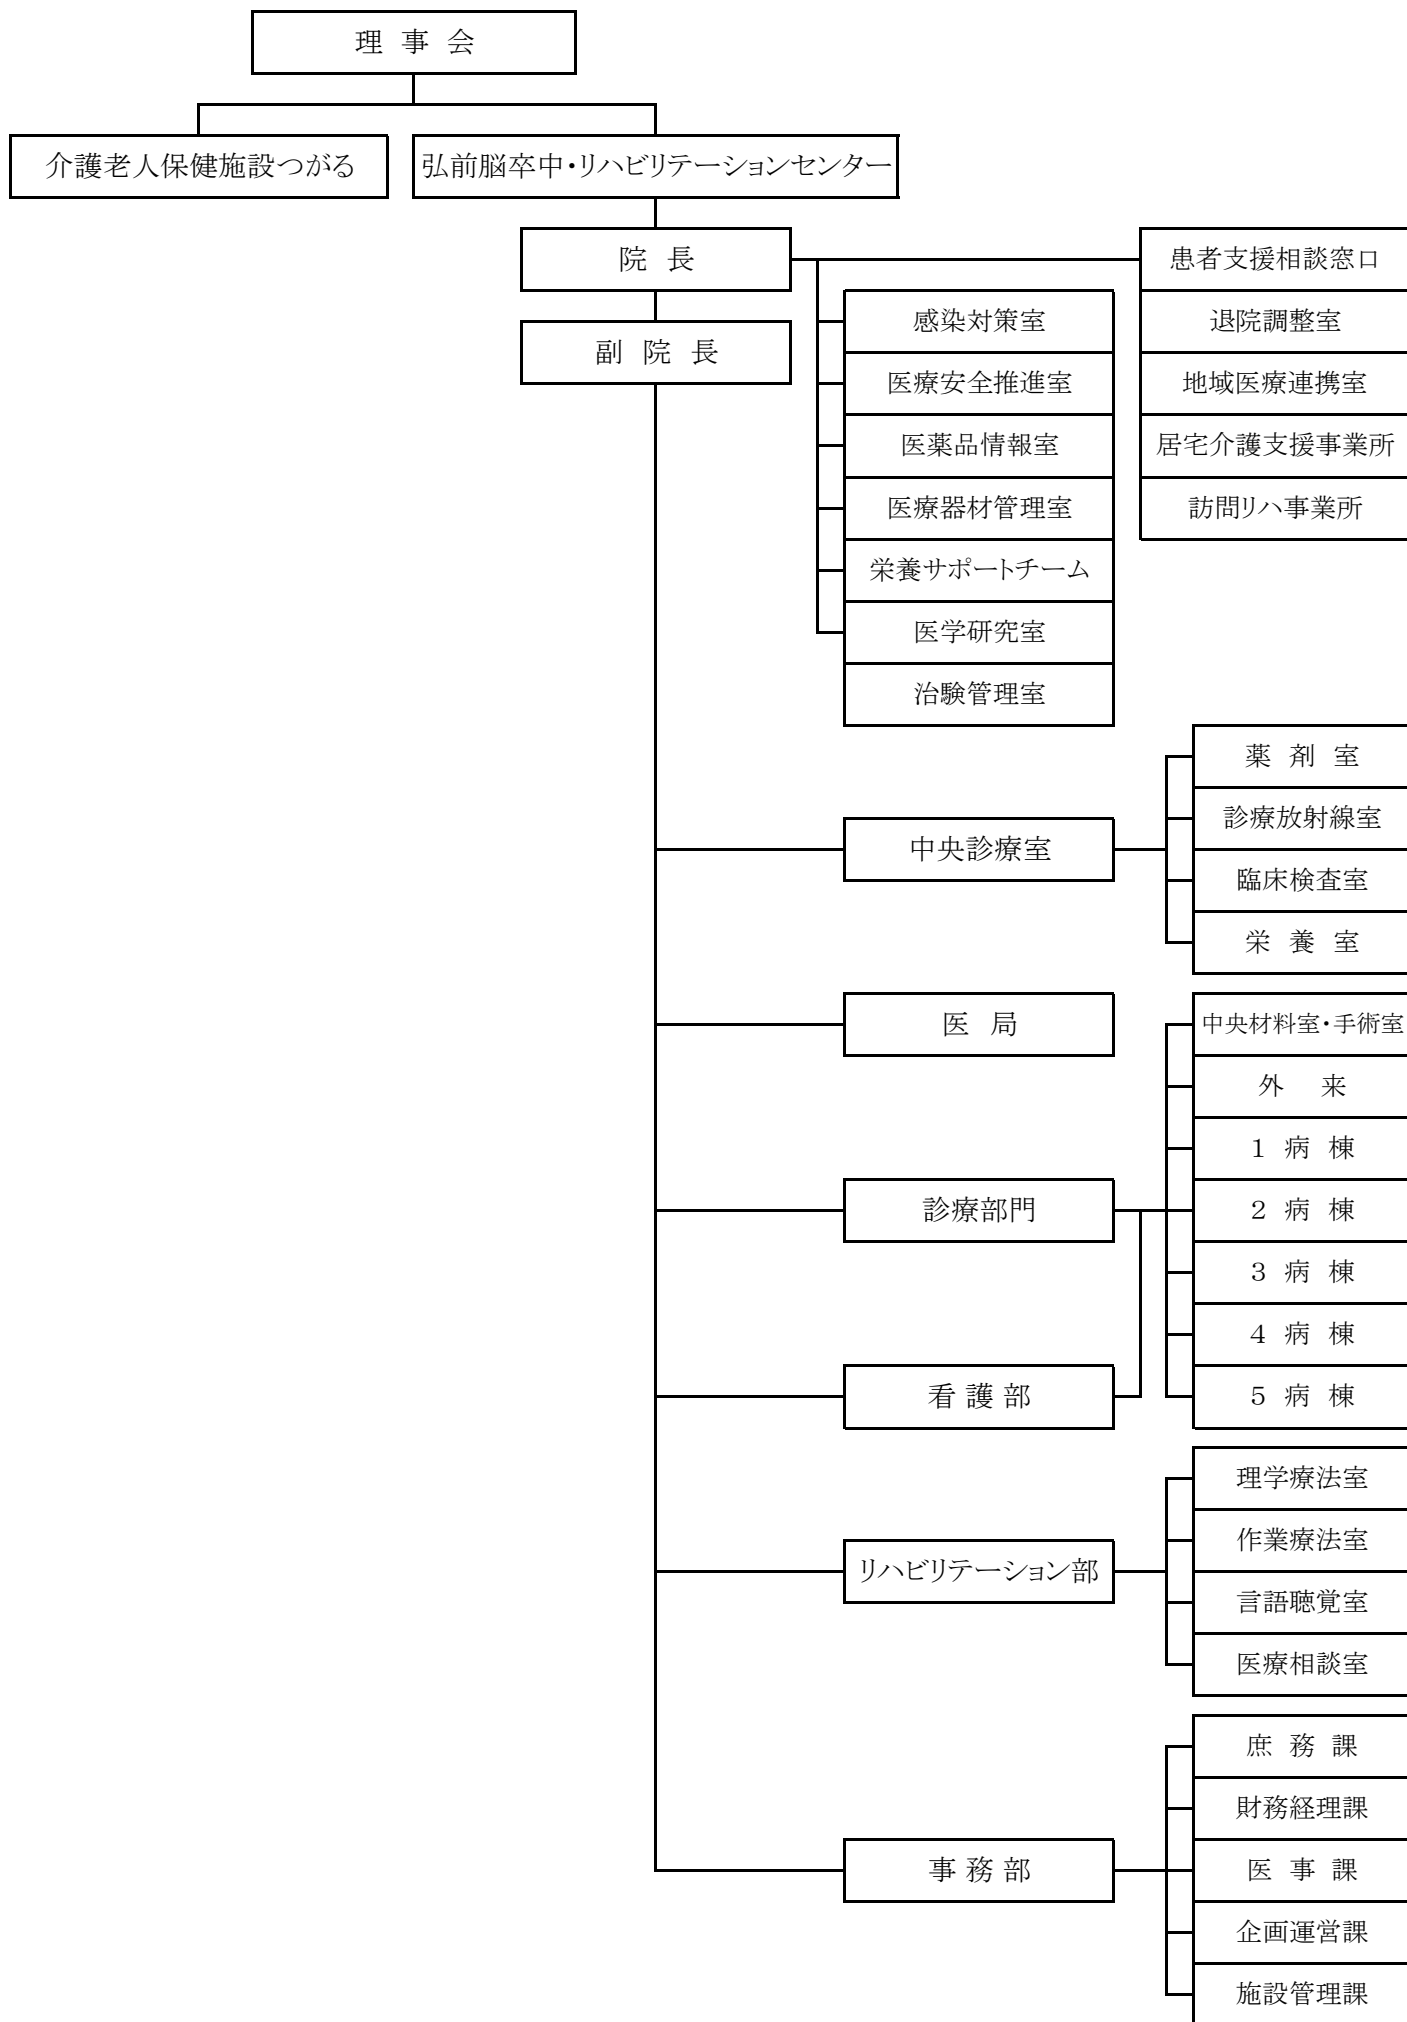 理 事 会
介護老人保健施設つがる
弘前脳卒中・リハビリテーションセンター
院 長
副 院 長
患者支援相談窓口
退院調整室
地域医療連携室
居宅介護支援事業所
訪問リハ事業所
感染対策室
医療安全推進室
医薬品情報室
医療器材管理室
栄養サポートチーム
医学研究室
治験管理室
中央診療室
薬 剤 室
診療放射線室
臨床検査室
栄 養 室
医 局
診療部門
看 護 部
中央材料室・手術室
外 来
1 病 棟
2 病 棟
3 病 棟
4 病 棟
5 病 棟
リハビリテーション部
理学療法室
作業療法室
言語聴覚室
医療相談室
事 務 部
庶 務 課
財務経理課
医 事 課
企画運営課
施設管理課